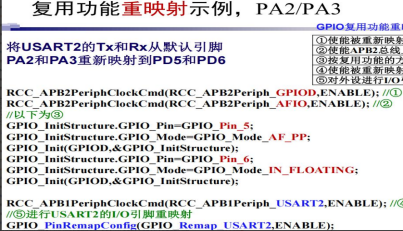 复用功能重映射示例，PA2/PA3
GPIO复用功能重
将USART2的Tx和Rx从默认引脚
PA2和PA3重新映射到PD5和PD6
①使能被重新映射
②使能APB2总线
③按复用功能的方
④使能被重新映射
⑤对外设进行I/O引
RCC_APB2PeriphClockCmd(RCC_APB2Periph_GPIOD,ENABLE); //①
RCC_APB2PeriphClockCmd(RCC_APB2Periph_AFIO,ENABLE); //②
//以下为③
GPIO_InitStructure.GPIO_Pin=GPIO_Pin_5;
GPIO_InitStructure.GPIO_Mode=GPIO_Mode_AF_PP;
GPIO_Init(GPIOD,&GPIO_InitStructure);
GPIO_InitStructure.GPIO_Pin=GPIO_Pin_6;
GPIO_InitStructure.GPIO_Mode=GPIO_Mode_IN_FLOATING;
GPIO_Init(GPIOD,&GPIO_InitStructure);
RCC_APB1PeriphClockCmd(RCC_APB1Periph_USART2,ENABLE); //④
//⑤进行USART2的I/O引脚重映射
GPIO_PinRemapConfig(GPIO_Remap_USART2,ENABLE);